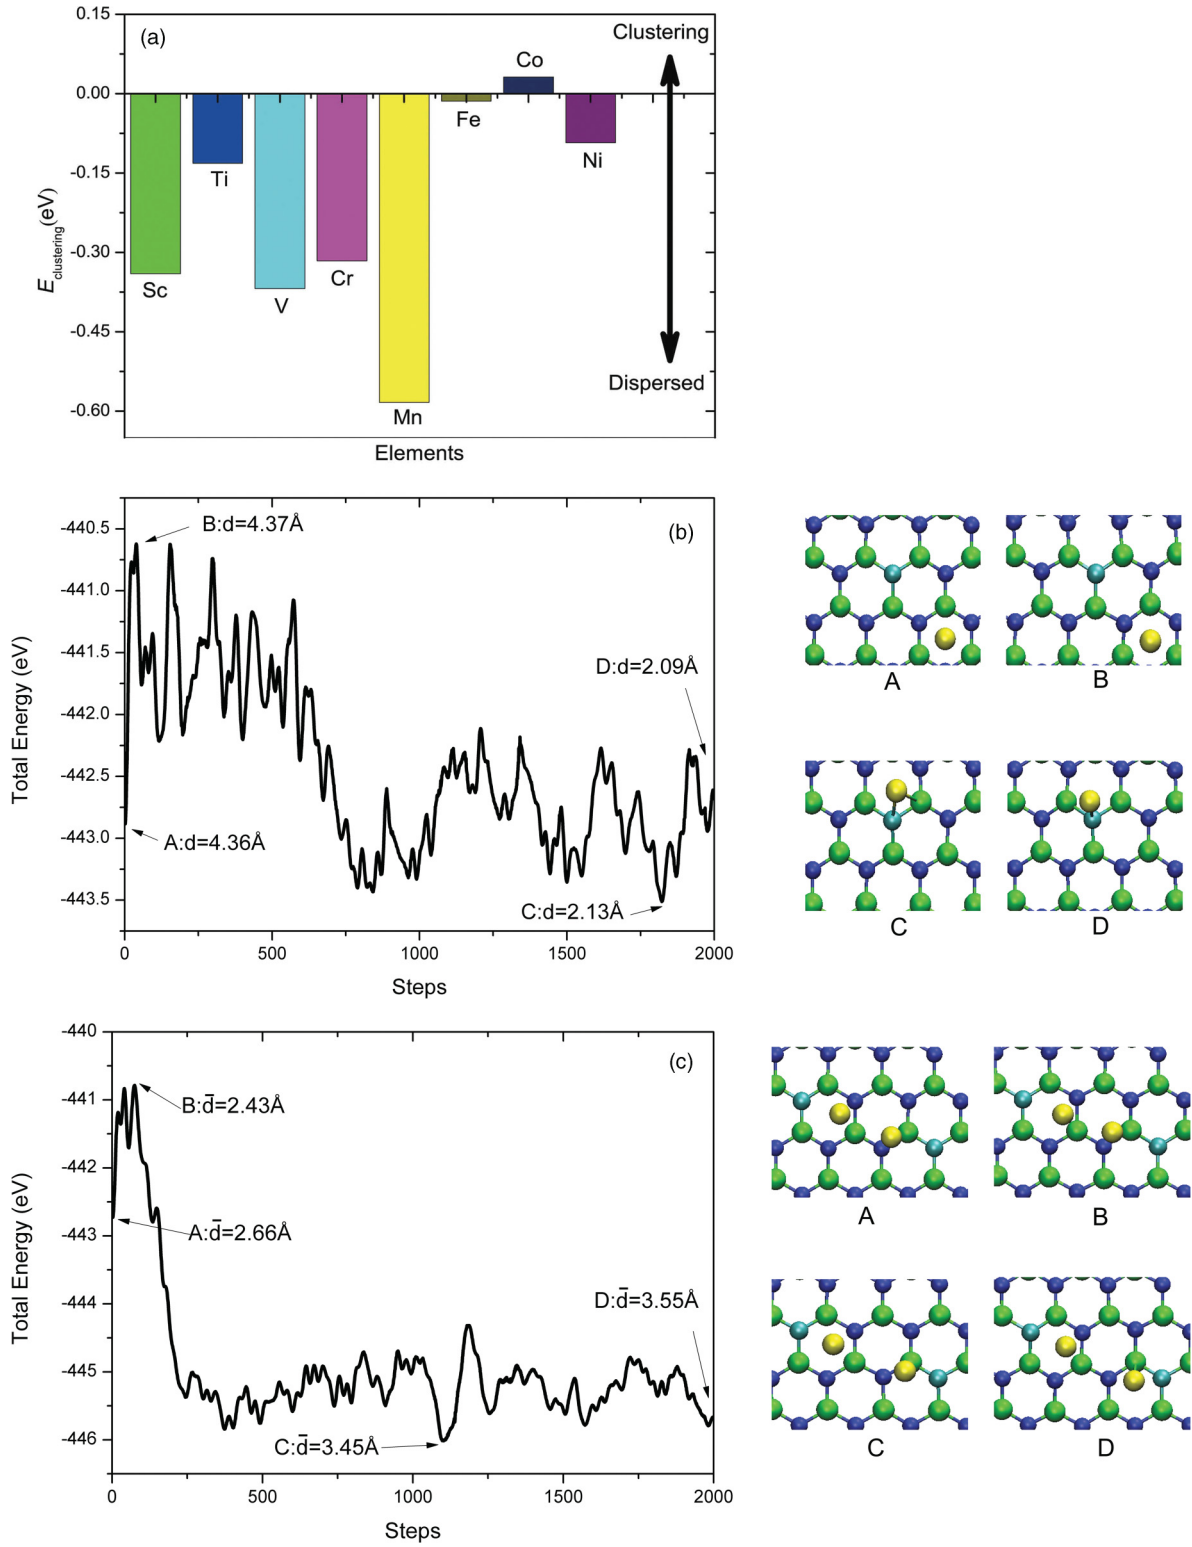 (a)
Clustering
Co
0.15
0.00
-0.15
-0.30
-0.45
-0.60
E clustering (eV)
Fe
Ti
Ni
Sc
V
Cr
Mn
Dispersed
Elements
(b)
B:d=4.37Å
-440.5
-441.0
-441.5
-442.0
-442.5
-443.0
-443.5
Total Energy (eV)
D:d=2.09Å
A:d=4.36Å
C:d=2.13Å
0 500 1000 1500 2000
Steps
A B
C D
(c)
-440
-441
-442
-443
-444
-445
-446
Total Energy (eV)
B:d̄=2.43Å
A:d̄=2.66Å
D:d̄=3.55Å
C:d̄=3.45Å
0 500 1000 1500 2000
Steps
A B
C D